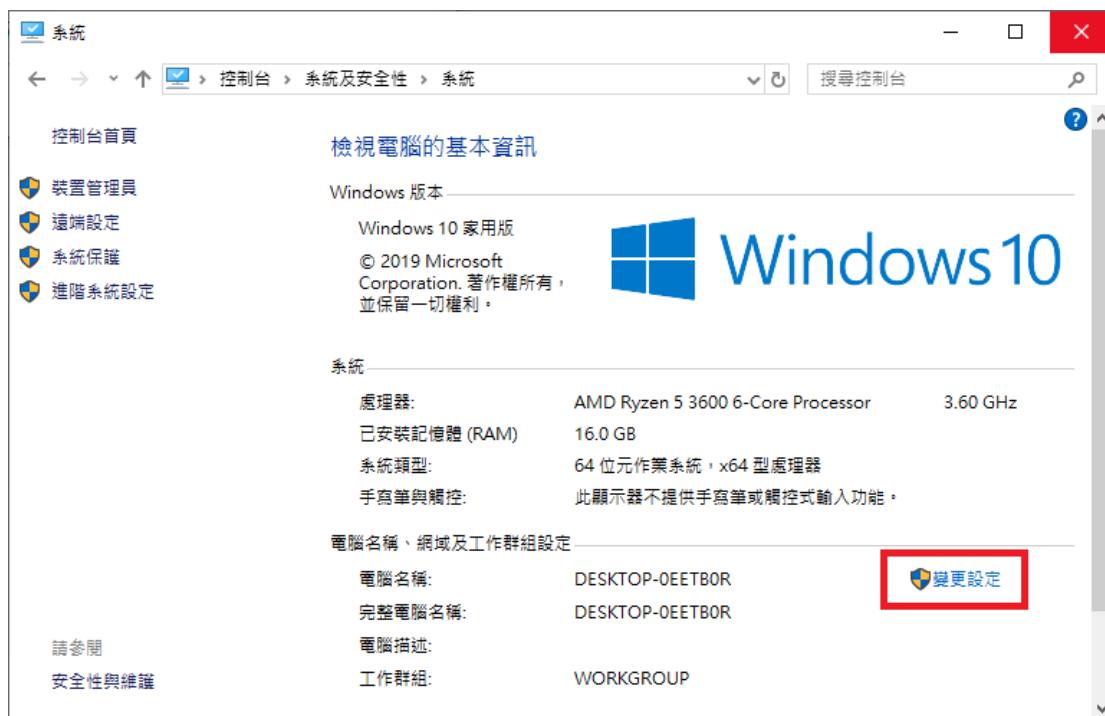 系統
控制台 › 系統及安全性 › 系統
搜尋控制台
控制台首頁
裝置管理員
遠端設定
系統保護
進階系統設定
請參閱
安全性與維護
檢視電腦的基本資訊
Windows 版本
Windows 10 家用版
© 2019 Microsoft
Corporation. 著作權所有，
並保留一切權利。
Windows 10
系統
處理器: AMD Ryzen 5 3600 6-Core Processor 3.60 GHz
已安裝記憶體 (RAM) 16.0 GB
系統類型: 64 位元作業系統，x64 型處理器
手寫筆與觸控: 此顯示器不提供手寫筆或觸控式輸入功能。
電腦名稱、網域及工作群組設定
電腦名稱: DESKTOP-0EETB0R 變更設定
完整電腦名稱: DESKTOP-0EETB0R
電腦描述:
工作群組: WORKGROUP